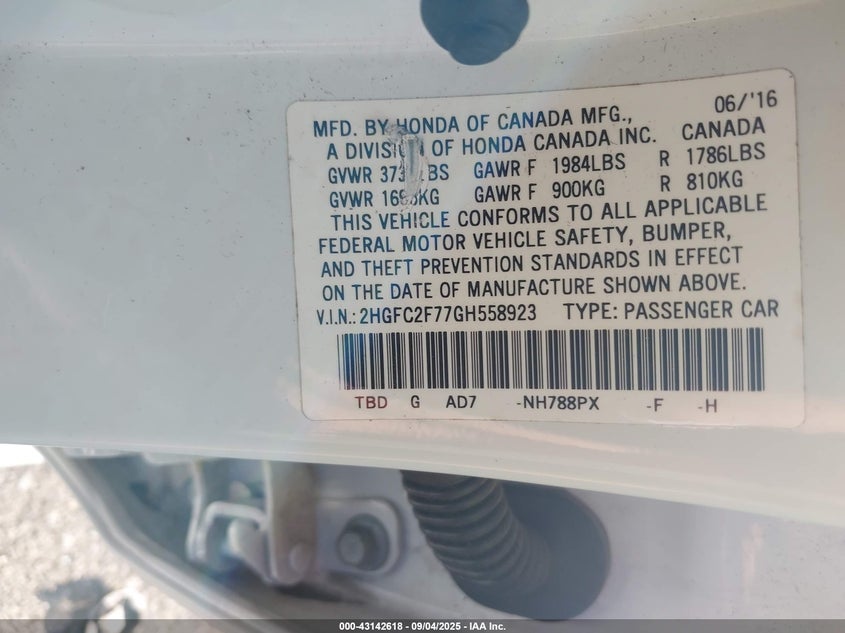 06/'16
MFD. BY HONDA OF CANADA MFG.,
A DIVISION OF HONDA CANADA INC. CANADA
GVWR GAWR F 1984LBS R 1786LBS
GVWR GAWR F 900KG R 810KG
THIS VEHICLE CONFORMS TO ALL APPLICABLE
FEDERAL MOTOR VEHICLE SAFETY, BUMPER,
AND THEFT PREVENTION STANDARDS IN EFFECT
ON THE DATE OF MANUFACTURE SHOWN ABOVE.
V.I.N.: 2HGFC2F77GH558923 TYPE: PASSENGER CAR
TBD G AD7 -NH788PX -F -H
000-43142618 - 09/04/2025 - IAA Inc.